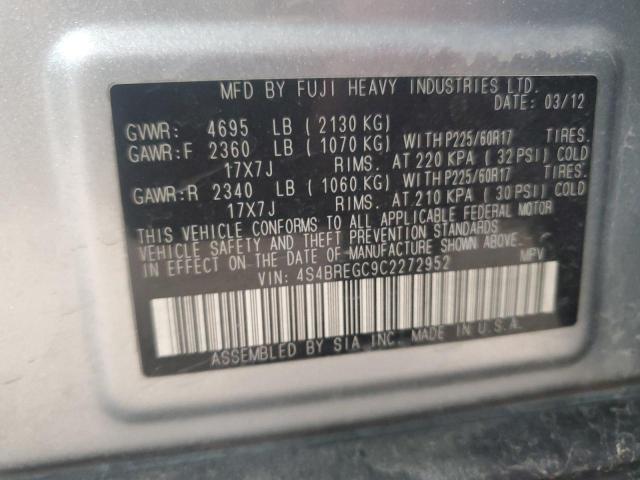 MFD BY FUJI HEAVY INDUSTRIES LTD.
DATE: 03/12
GVWR: 4695 LB ( 2130 KG)
GAWR:F 2360 LB ( 1070 KG) WITH P225/60R17 TIRES.
17X7J RIMS. AT 220 KPA ( 32 PSI) COLD
GAWR:R 2340 LB ( 1060 KG) WITH P225/60R17 TIRES.
17X7J RIMS. AT 210 KPA ( 30 PSI) COLD
THIS VEHICLE CONFORMS TO ALL APPLICABLE FEDERAL MOTOR
VEHICLE SAFETY AND THEFT PREVENTION STANDARDS
IN EFFECT ON THE DATE OF MANUFACTURE SHOWN ABOVE.
VIN: 4S4BREGC9C2272952 MPV
ASSEMBLED BY SIA INC. MADE IN U.S.A.